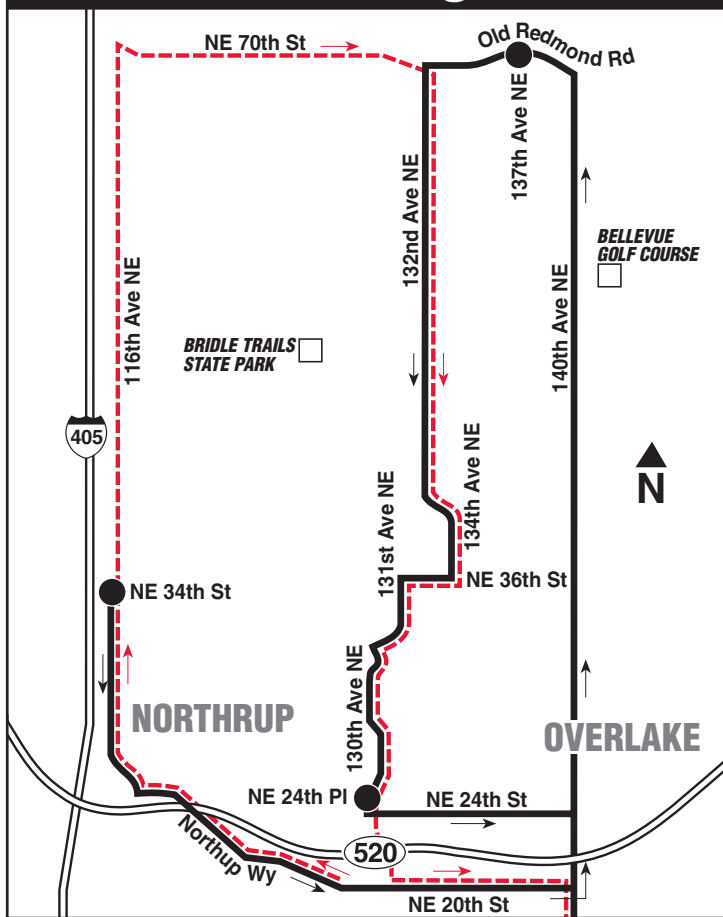 NE 70th St
Old Redmond Rd
137th Ave NE
132nd Ave NE
BELLEVUE
GOLF COURSE
116th Ave NE
BRIDLE TRAILS
STATE PARK
140th Ave NE
405
N
134th Ave NE
131st Ave NE
NE 34th St
NE 36th St
130th Ave NE
NORTHRUP
OVERLAKE
NE 24th Pl
NE 24th St
Northup Wy
520
NE 20th St